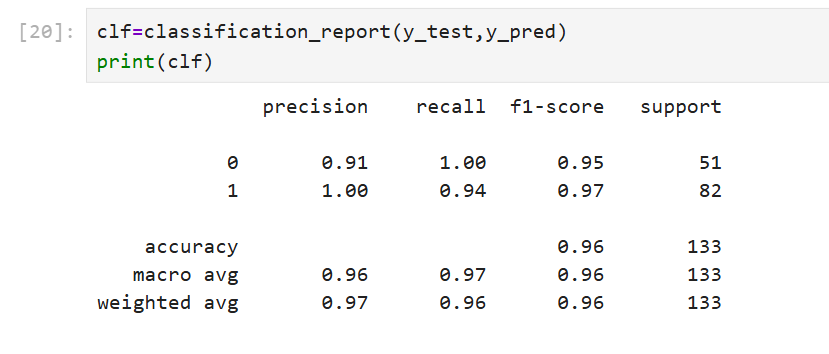 [20]: clf=classification_report(y_test,y_pred)
print(clf)
precision recall f1-score support
0 0.91 1.00 0.95 51
1 1.00 0.94 0.97 82
accuracy 0.96 133
macro avg 0.96 0.97 0.96 133
weighted avg 0.97 0.96 0.96 133